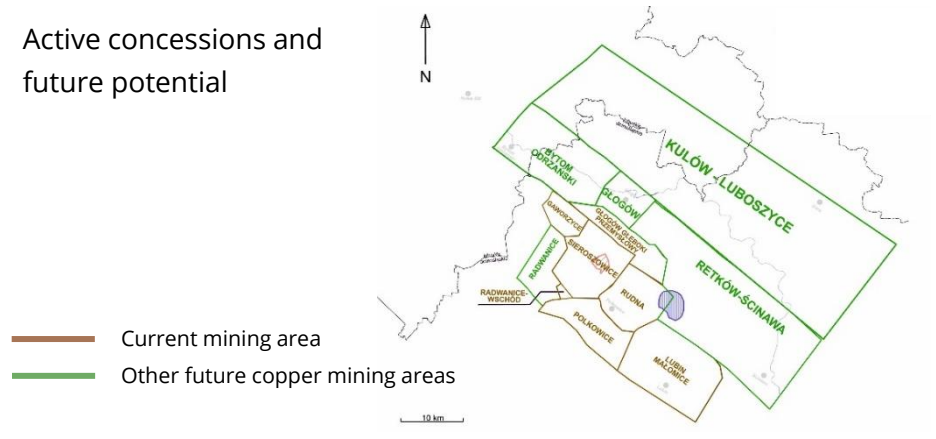 Active concessions and
future potential
N
KULÓW - LUBOSZYCE
BYTOM
ODRZAŃSKI
GŁOGÓW
GAWORZYCE
GŁOGÓW GŁĘBOKI
PRZEMYSŁOWY
RADWANICE
SIEROSZOWICE
RETKÓW-ŚCINAWA
RADWANICE-
WSCHÓD
RUDNA
POLKOWICE
LUBIN
MAŁOMICE
Current mining area
Other future copper mining areas
10 km